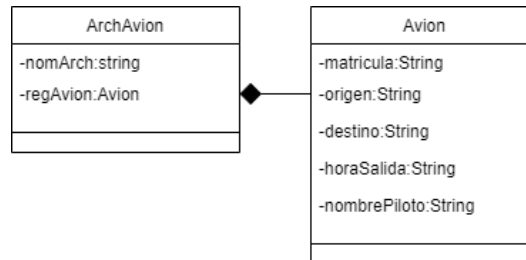 ArchAvion
-nomArch:string
-regAvion:Avion
Avion
-matricula:String
-origen:String
-destino:String
-horaSalida:String
-nombrePiloto:String